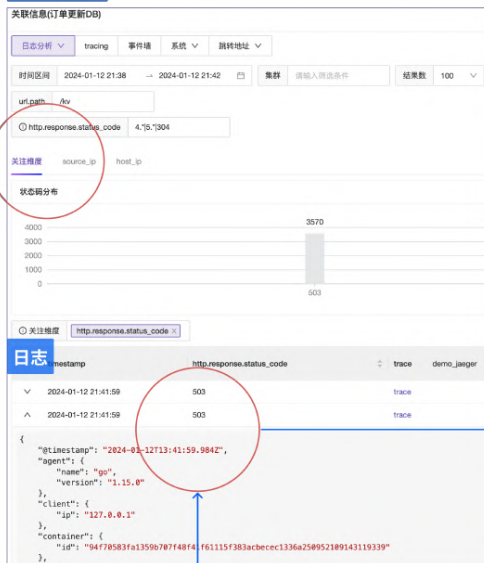 关联信息(订单更新DB)
日志分析 tracing 事件墙 系统 跳转地址
时间区间 2024-01-12 21:38 → 2024-01-12 21:42 集群 请输入筛选条件 结果数 100
url.path /kv
http.response.status_code 4.*|5.*|304
关注维度 source_ip host_ip
状态码分布
3570
4000
3000
2000
1000
0
503
关注维度 http.response.status_code ×
日志
timestamp http.response.status_code trace demo_jaeger
2024-01-12 21:41:59 503 trace
2024-01-12 21:41:59 503 trace
{
"@timestamp": "2024-01-12T13:41:59.984Z",
"agent": {
"name": "go",
"version": "1.15.0"
},
"client": {
"ip": "127.0.0.1"
},
"container": {
"id": "94f70583fa1359b707f48f41f61115f383acbecec1336a250952109143119339"
},